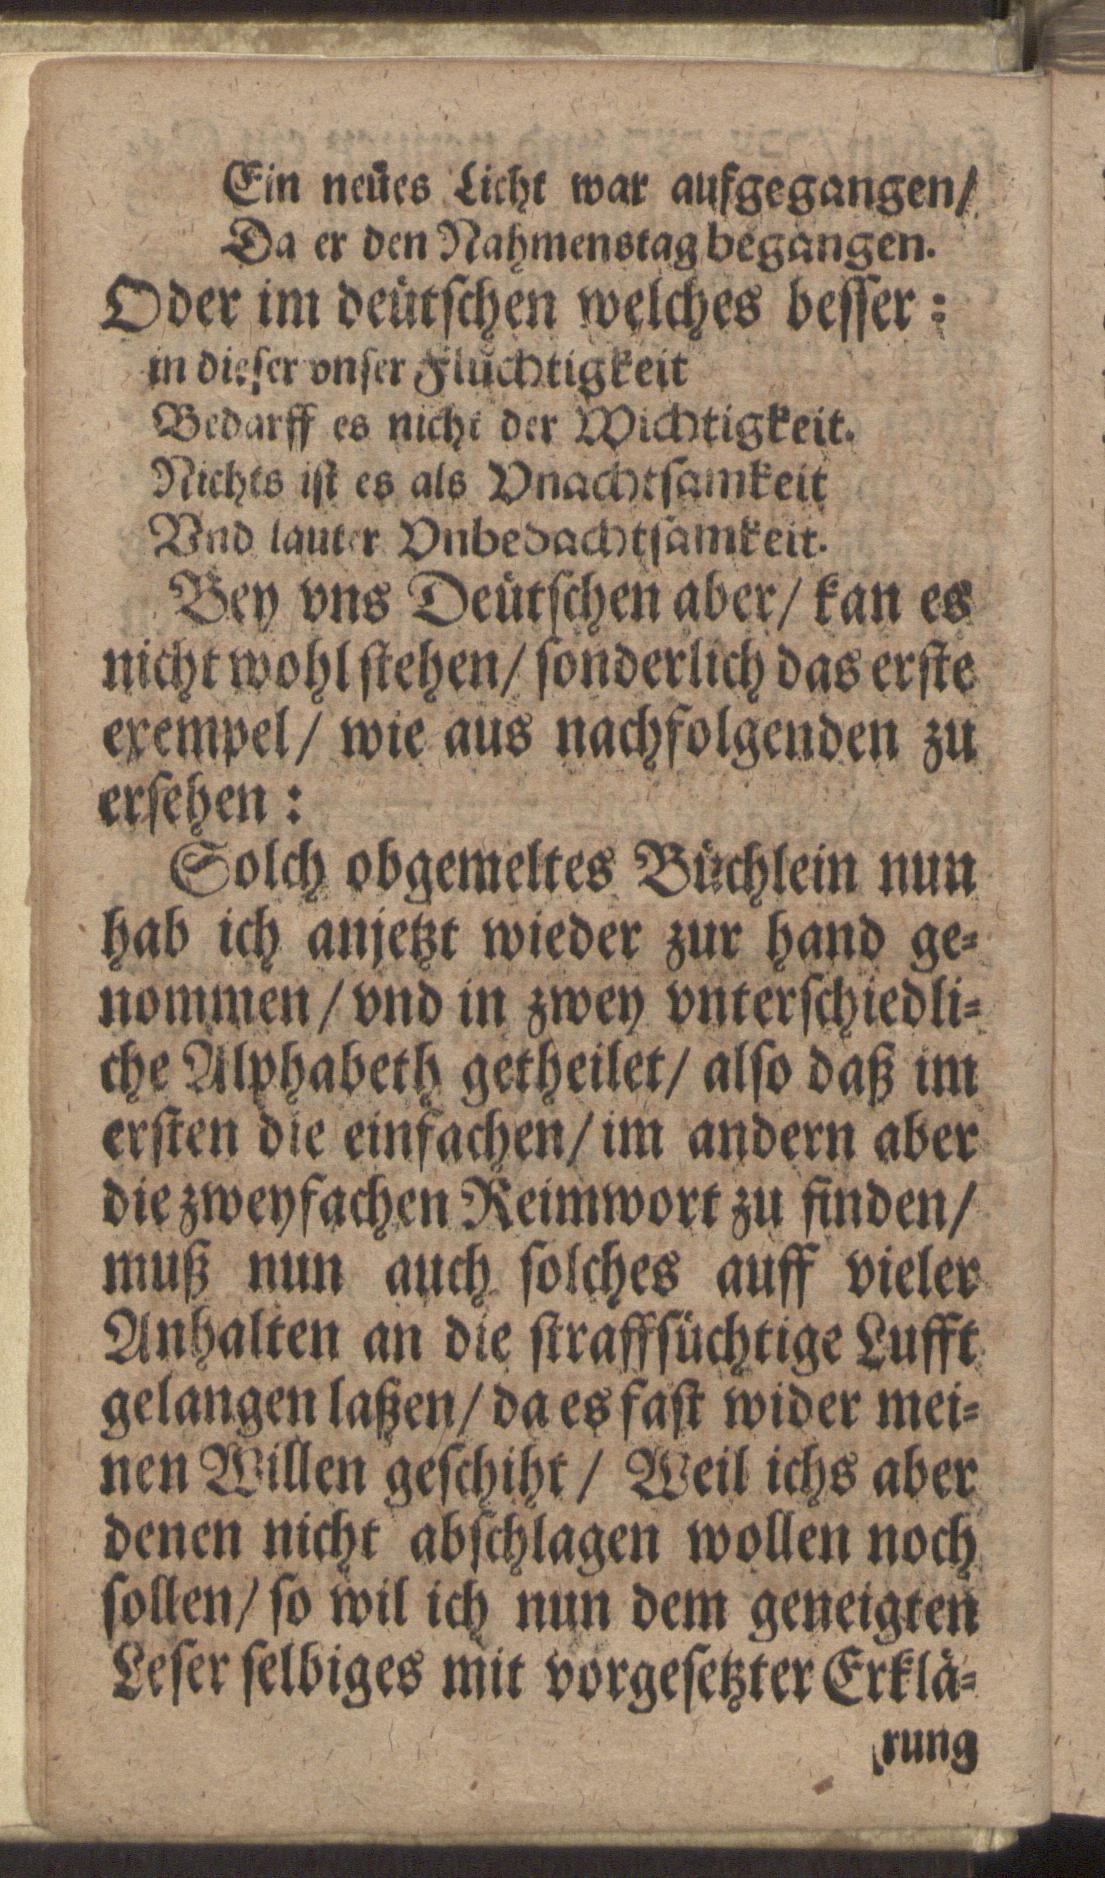 Ein neües Licht war aufgegangen/
Da er den Nahmenstag begangen.
Oder im deütschen welches besser:
in dieser vnser Flüchtigkeit
Bedarff es nicht der Wichtigkeit.
Nichts ist es als Vnachtsamkeit
Vnd lauter Vnbedachtsamkeit.
Bey vns Deütschen aber/ kan es
nicht wohl stehen/ sonderlich das erste
exempel/ wie aus nachfolgenden zu
ersehen:
Solch obgemeltes Büchlein nun
hab ich anjetzt wieder zur hand ge-
nommen/ vnd in zwey vnterschiedli-
che Alphabeth getheilet/ also daß im
ersten die einfachen/ im andern aber
die zweyfachen Reimwort zu finden/
muß nun auch solches auff vieler
Anhalten an die straffsüchtige Lufft
gelangen laßen/ da es fast wider mei-
nen Willen geschiht/ Weil ichs aber
denen nicht abschlagen wollen noch
sollen/ so wil ich nun dem geneigten
Leser selbiges mit vorgesetzter Erklä-
rung